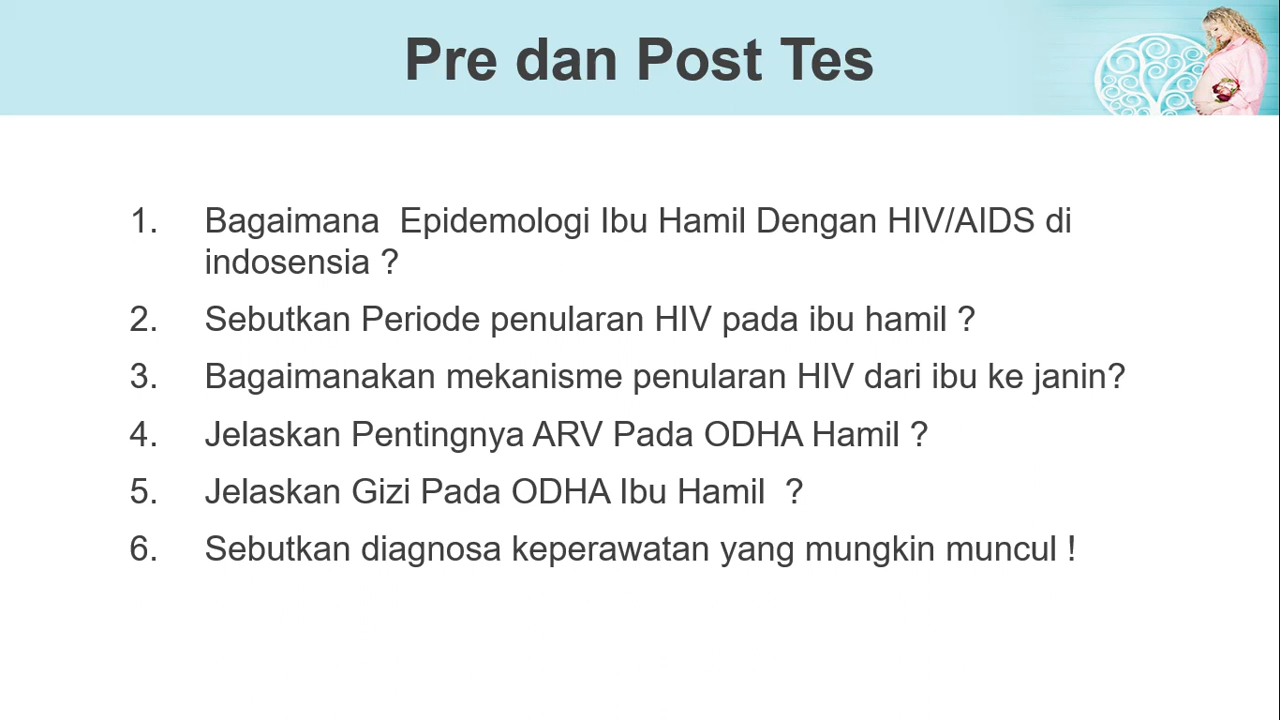 Pre dan Post Tes
1. Bagaimana  Epidemologi Ibu Hamil Dengan HIV/AIDS di
indosensia ?
2. Sebutkan Periode penularan HIV pada ibu hamil ?
3. Bagaimanakan mekanisme penularan HIV dari ibu ke janin?
4. Jelaskan Pentingnya ARV Pada ODHA Hamil ?
5. Jelaskan Gizi Pada ODHA Ibu Hamil  ?
6. Sebutkan diagnosa keperawatan yang mungkin muncul !